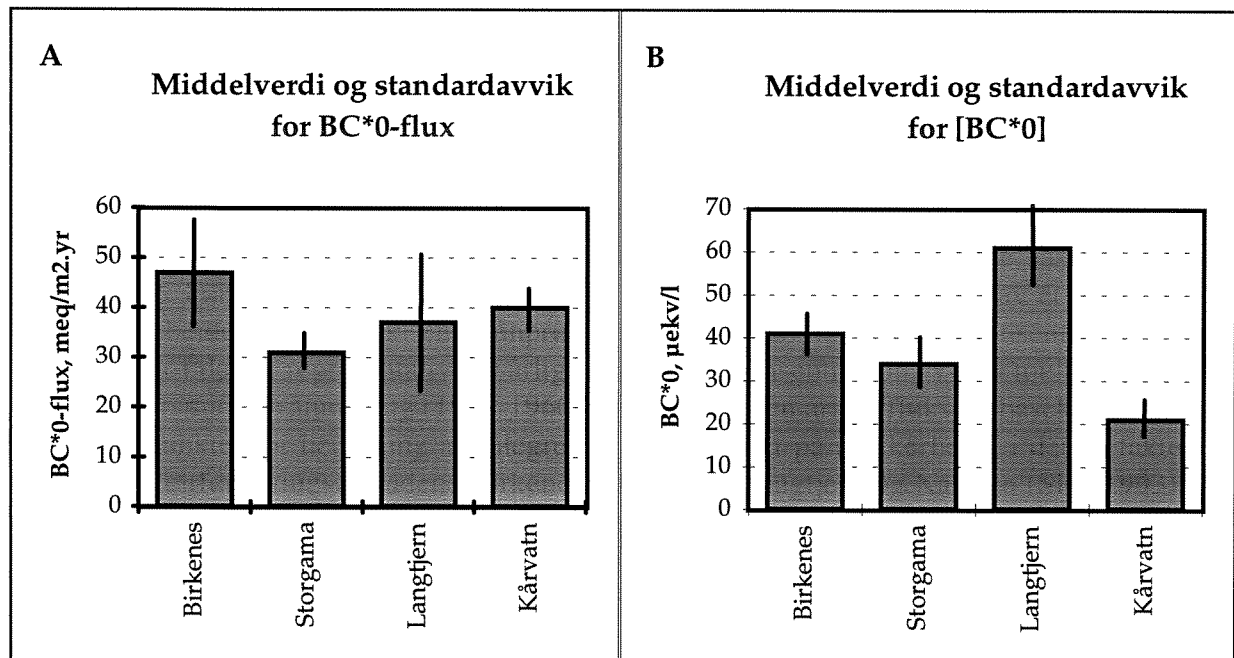 A
Middelverdi og standardavvik
for BC*0-flux
BC*0-flux, meq/m2.yr
60
50
40
30
20
10
0
Birkenes
Storgama
Langtjern
Kårvatn
B
Middelverdi og standardavvik
for [BC*0]
BC*0, µekv/l
70
60
50
40
30
20
10
0
Birkenes
Storgama
Langtjern
Kårvatn